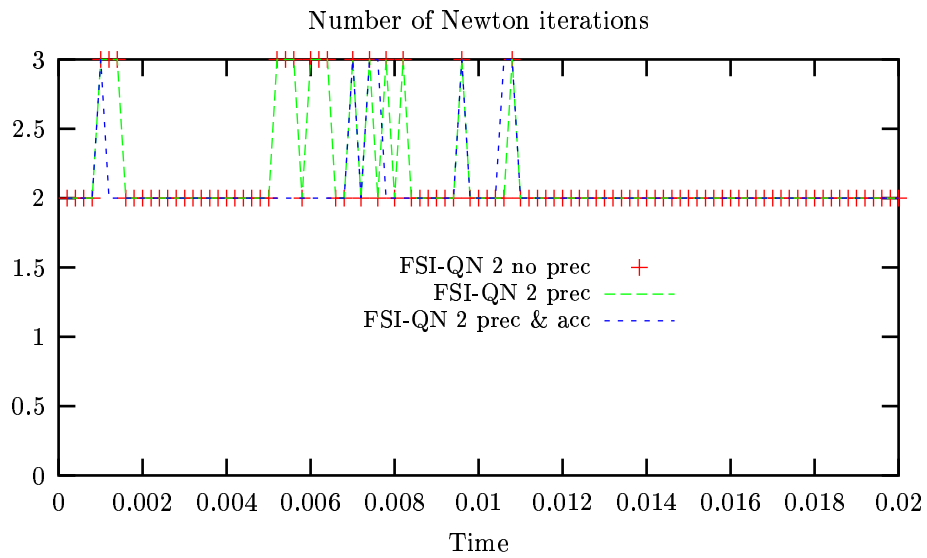 Number of Newton iterations
3
2.5
2
1.5
1
0.5
0
FSI-QN 2 no prec
FSI-QN 2 prec
FSI-QN 2 prec & acc
0 0.002 0.004 0.006 0.008 0.01 0.012 0.014 0.016 0.018 0.02
Time